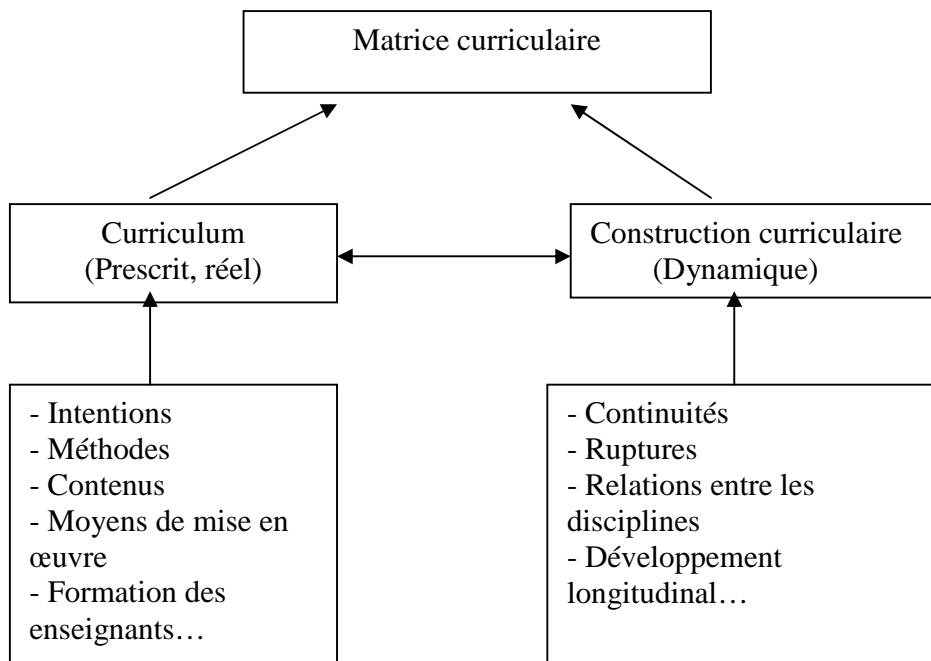 Matrice curriculaire
Curriculum
(Prescrit, réel)
Construction curriculaire
(Dynamique)
- Intentions
- Méthodes
- Contenus
- Moyens de mise en
œuvre
- Formation des
enseignants…
- Continuités
- Ruptures
- Relations entre les
disciplines
- Développement
longitudinal…